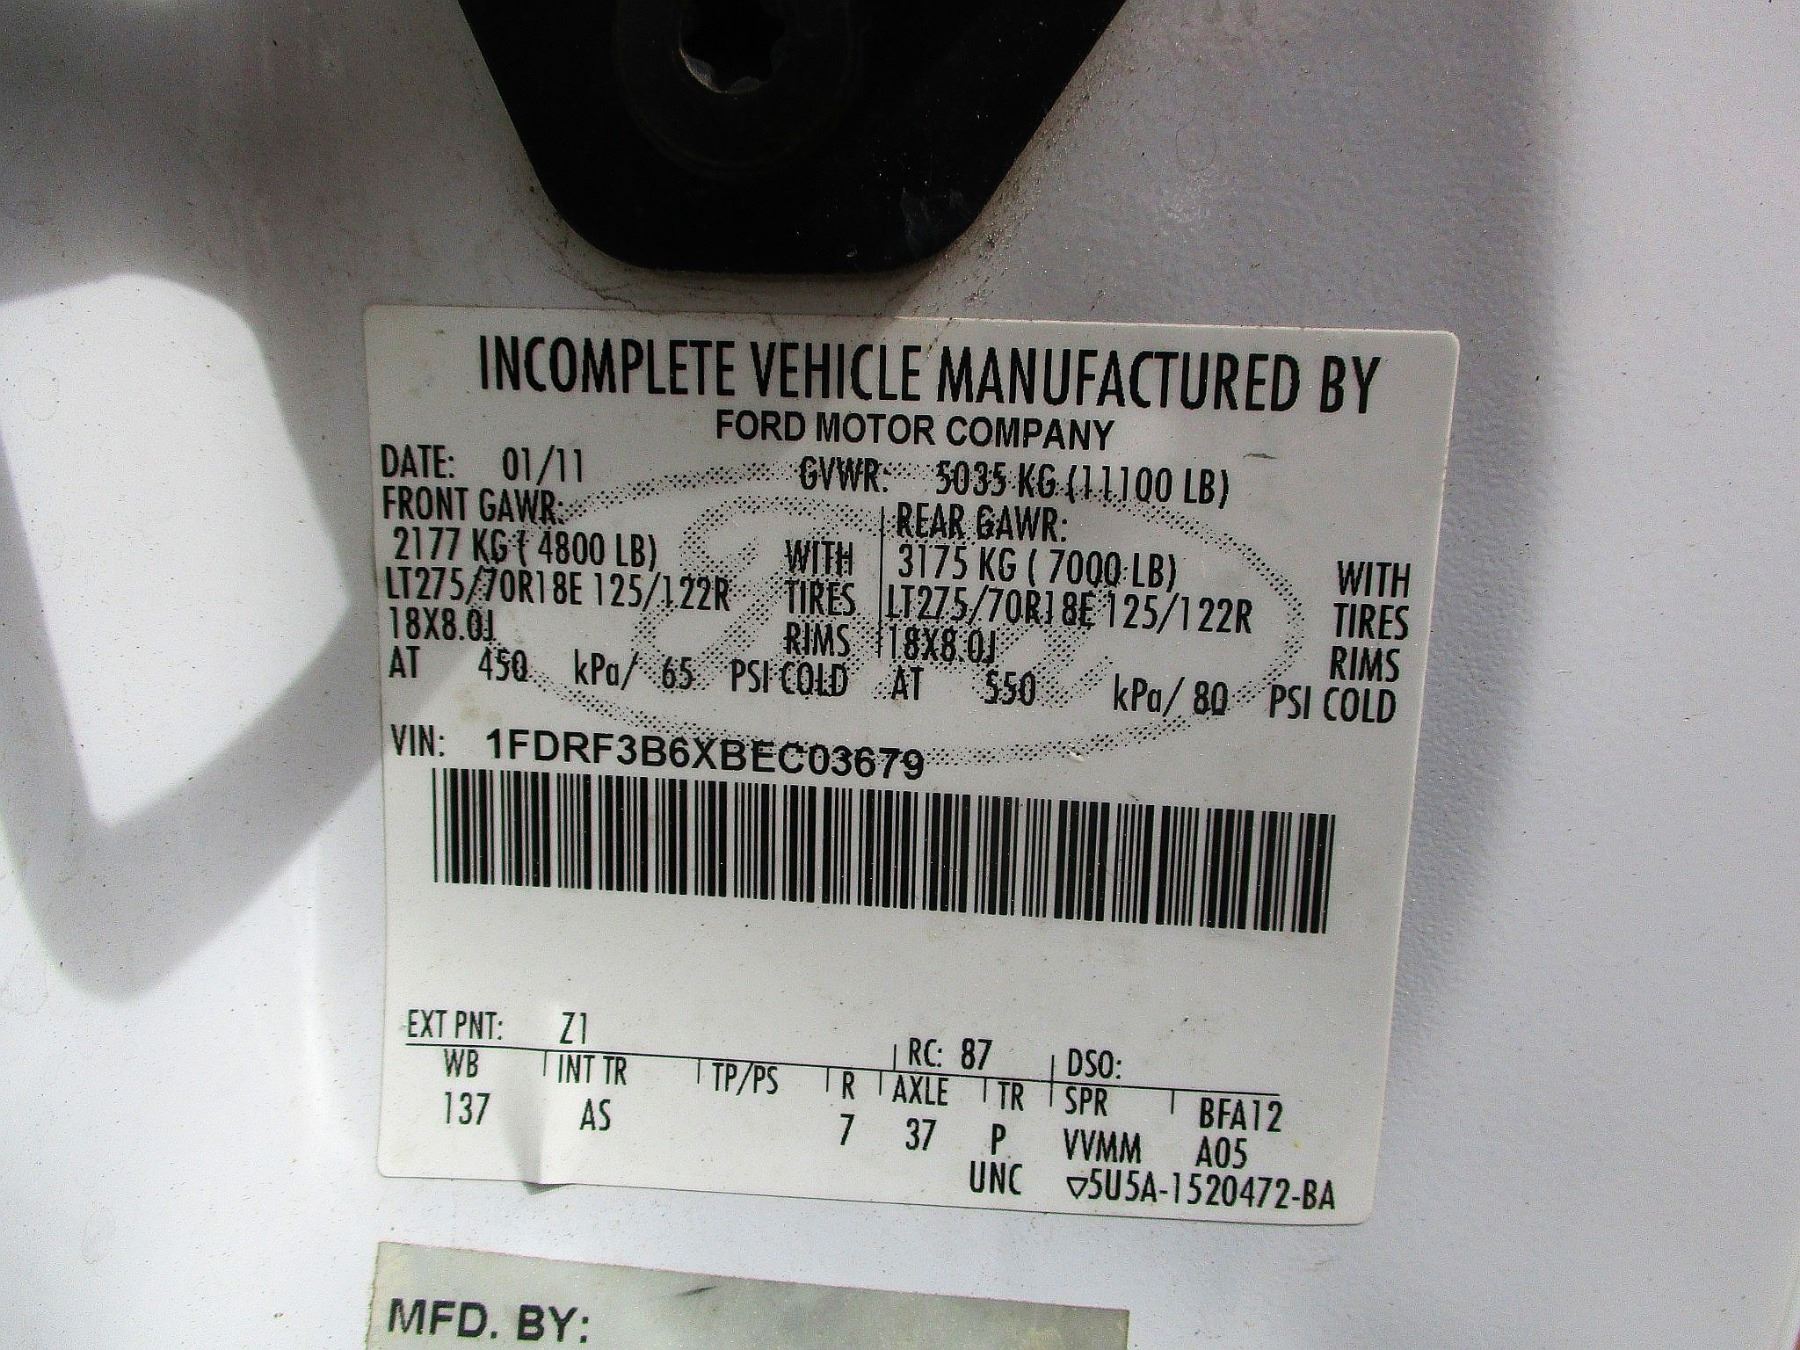 INCOMPLETE VEHICLE MANUFACTURED BY
FORD MOTOR COMPANY
DATE: 01/11 GVWR: 5035 KG (11100 LB)
FRONT GAWR: REAR GAWR:
2177 KG ( 4800 LB) WITH 3175 KG ( 7000 LB) WITH
LT275/70R18E 125/122R TIRES LT275/70R18E 125/122R TIRES
18X8.0J RIMS 18X8.0J RIMS
AT 450 kPa/ 65 PSI COLD AT 550 kPa/ 80 PSI COLD
VIN: 1FDRF3B6XBEC03679
EXT PNT: Z1 RC: 87 DSO:
WB INT TR TP/PS R AXLE TR SPR BFA12
137 AS 7 37 P VVMM A05
UNC ▽5U5A-1520472-BA
MFD. BY: